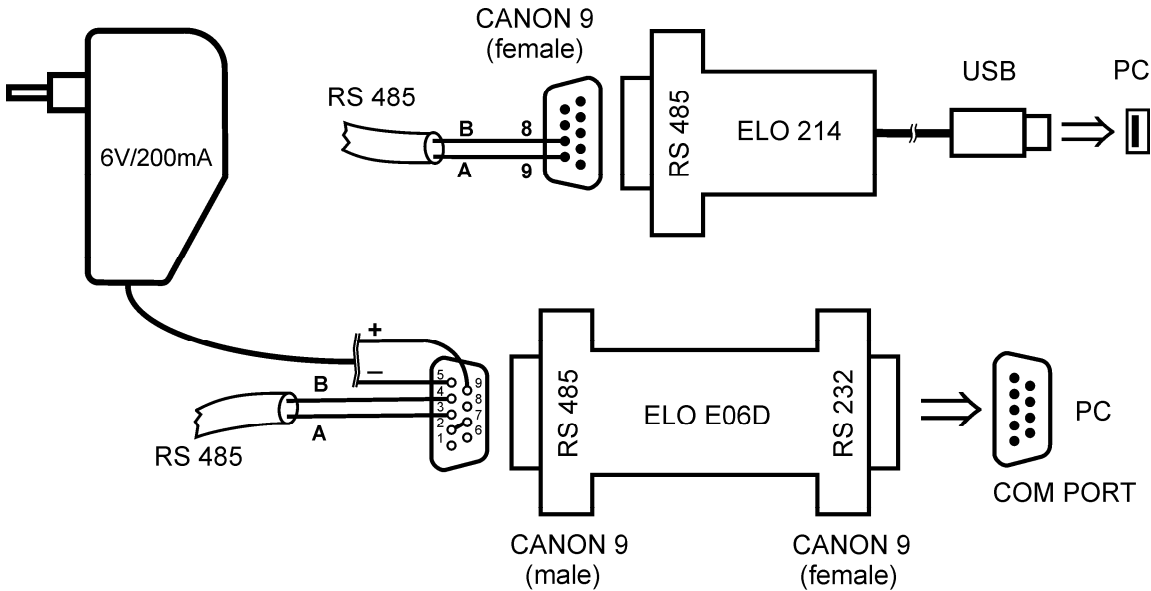 CANON 9
(female)
RS 485
B
8
A
9
RS 485
ELO 214
USB
PC
6V/200mA
+
–
B
A
RS 485
5
4
3
2
1
9
8
7
6
RS 485
ELO E06D
RS 232
PC
COM PORT
CANON 9
(male)
CANON 9
(female)